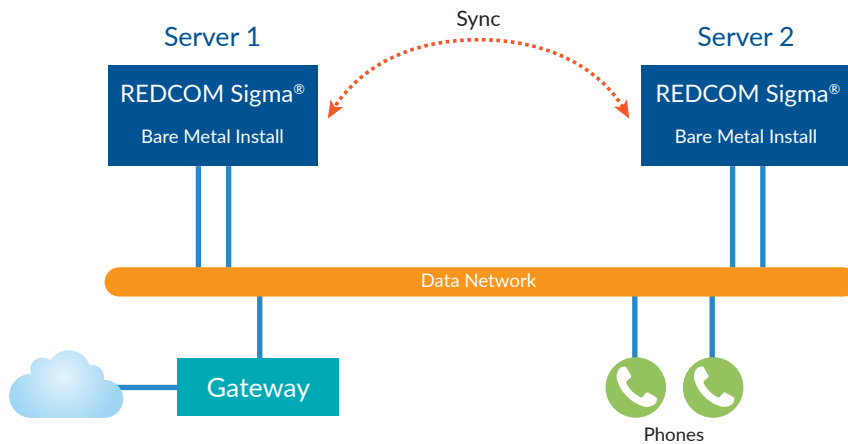 Sync
Server 1
Server 2
REDCOM Sigma®
Bare Metal Install
REDCOM Sigma®
Bare Metal Install
Data Network
Gateway
Phones